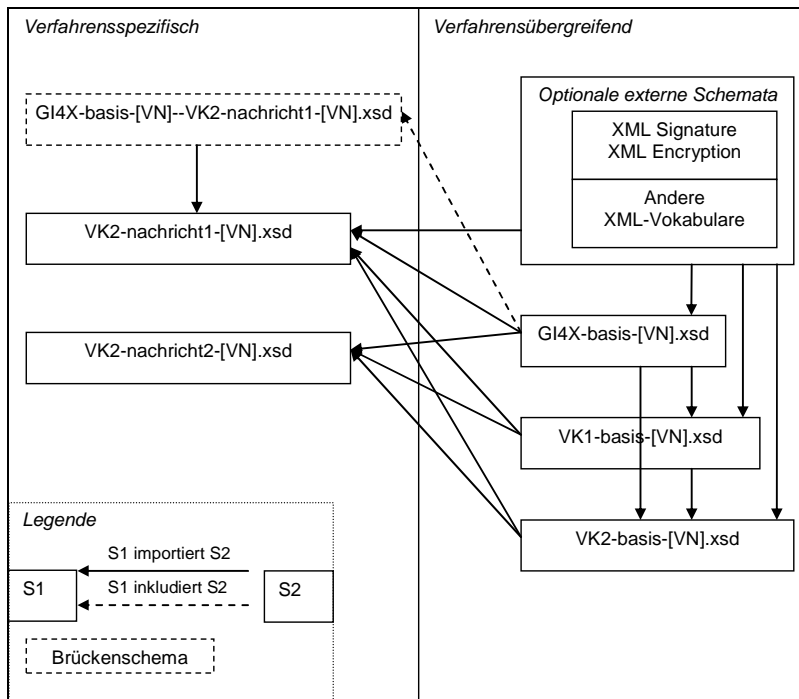 Verfahrensspezifisch
Verfahrensübergreifend
GI4X-basis-[VN]--VK2-nachricht1-[VN].xsd
Optionale externe Schemata
XML Signature
XML Encryption
Andere
XML-Vokabulare
VK2-nachricht1-[VN].xsd
GI4X-basis-[VN].xsd
VK2-nachricht2-[VN].xsd
VK1-basis-[VN].xsd
VK2-basis-[VN].xsd
Legende
S1 importiert S2
S1 inkludiert S2
S1
S2
Brückenschema